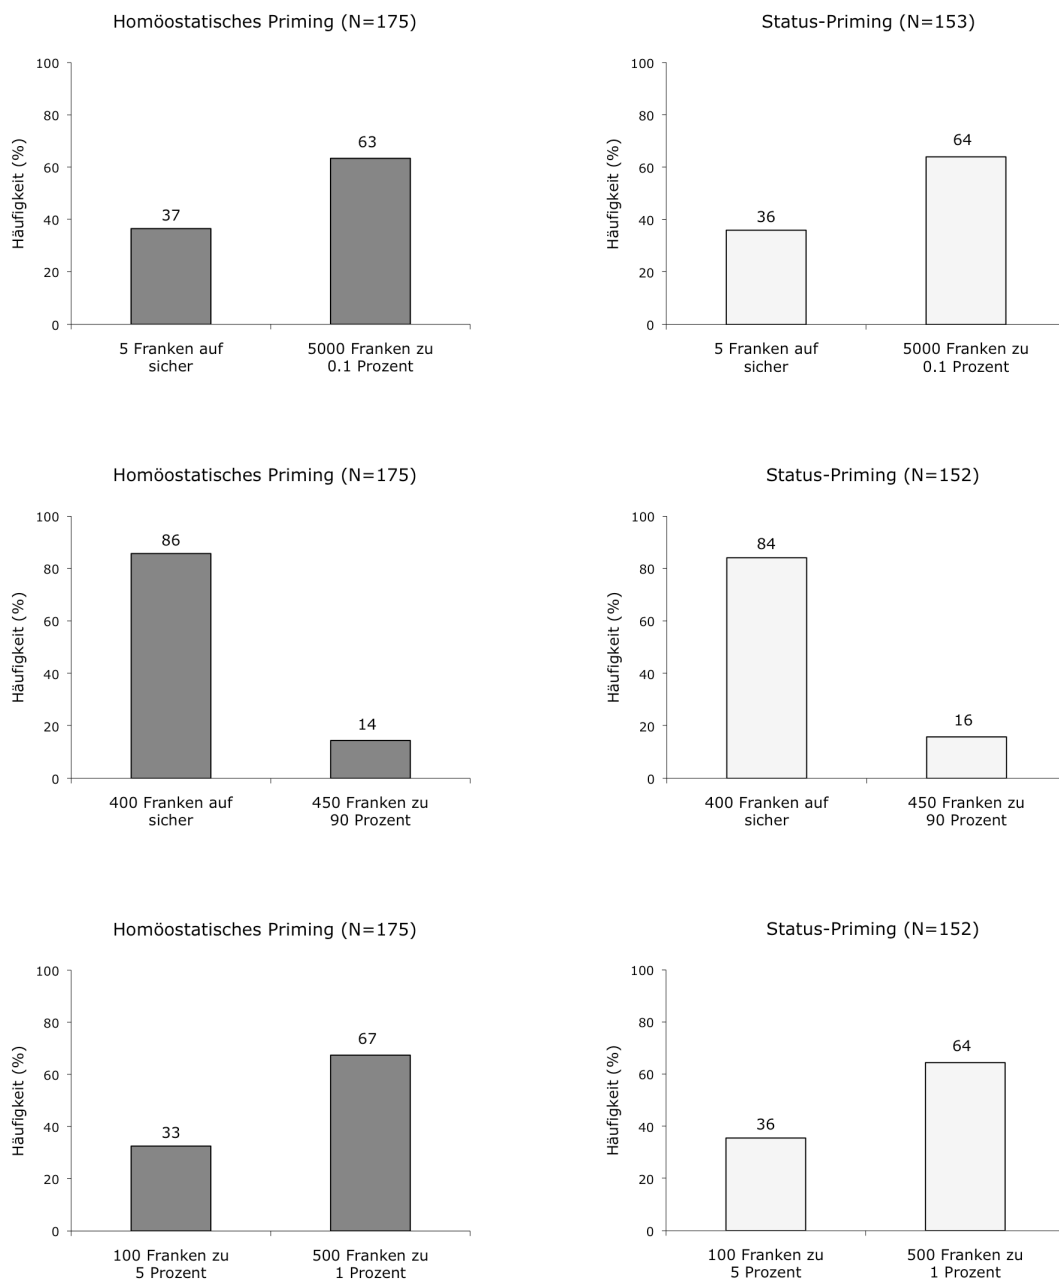 Homöostatisches Priming (N=175)
Häufigkeit (%)
100
80
60
40
20
0
37
63
5 Franken auf
sicher
5000 Franken zu
0.1 Prozent
Status-Priming (N=153)
Häufigkeit (%)
100
80
60
40
20
0
36
64
5 Franken auf
sicher
5000 Franken zu
0.1 Prozent
Homöostatisches Priming (N=175)
Häufigkeit (%)
100
80
60
40
20
0
86
14
400 Franken auf
sicher
450 Franken zu
90 Prozent
Status-Priming (N=152)
Häufigkeit (%)
100
80
60
40
20
0
84
16
400 Franken auf
sicher
450 Franken zu
90 Prozent
Homöostatisches Priming (N=175)
Häufigkeit (%)
100
80
60
40
20
0
33
67
100 Franken zu
5 Prozent
500 Franken zu
1 Prozent
Status-Priming (N=152)
Häufigkeit (%)
100
80
60
40
20
0
36
64
100 Franken zu
5 Prozent
500 Franken zu
1 Prozent